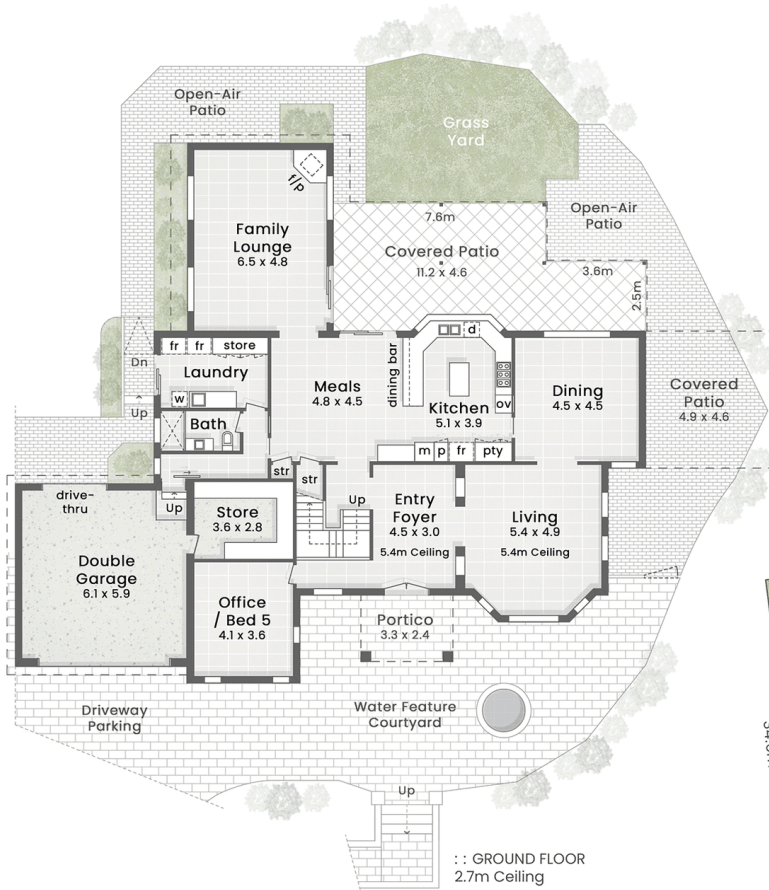 Open-Air
Patio
Grass
Yard
7.6m
Open-Air
Patio
f/p
Family
Lounge
6.5 x 4.8
Covered Patio
11.2 x 4.6
3.6m
2.5m
fr
fr
store
d
Dn
Laundry
Meals
4.8 x 4.5
dining bar
Kitchen
5.1 x 3.9
ov
Dining
4.5 x 4.5
Covered
Patio
4.9 x 4.6
w
Up
Bath
m
p
fr
pty
str
str
drive-
thru
Up
Store
3.6 x 2.8
Up
Entry
Foyer
4.5 x 3.0
5.4m Ceiling
Living
5.4 x 4.9
5.4m Ceiling
Double
Garage
6.1 x 5.9
Office
/ Bed 5
4.1 x 3.6
Portico
3.3 x 2.4
Driveway
Parking
Water Feature
Courtyard
Up
: : GROUND FLOOR
2.7m Ceiling